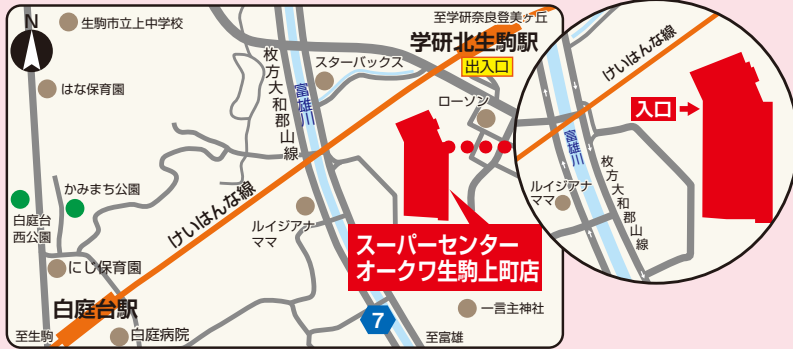 N
生駒市立上中学校
はな保育園
かみまち公園
白庭台
西公園
にじ保育園
白庭台駅
至生駒
白庭病院
けいはんな線
枚方大和郡山線
富雄川
スターバックス
至学研奈良登美ヶ丘
学研北生駒駅
出入口
ローソン
ルイジアナ
ママ
スーパーセンター
オークワ生駒上町店
一言主神社
7
至富雄
けいはんな線
入口
富雄川
枚方大和郡山線
ルイジアナ
ママ